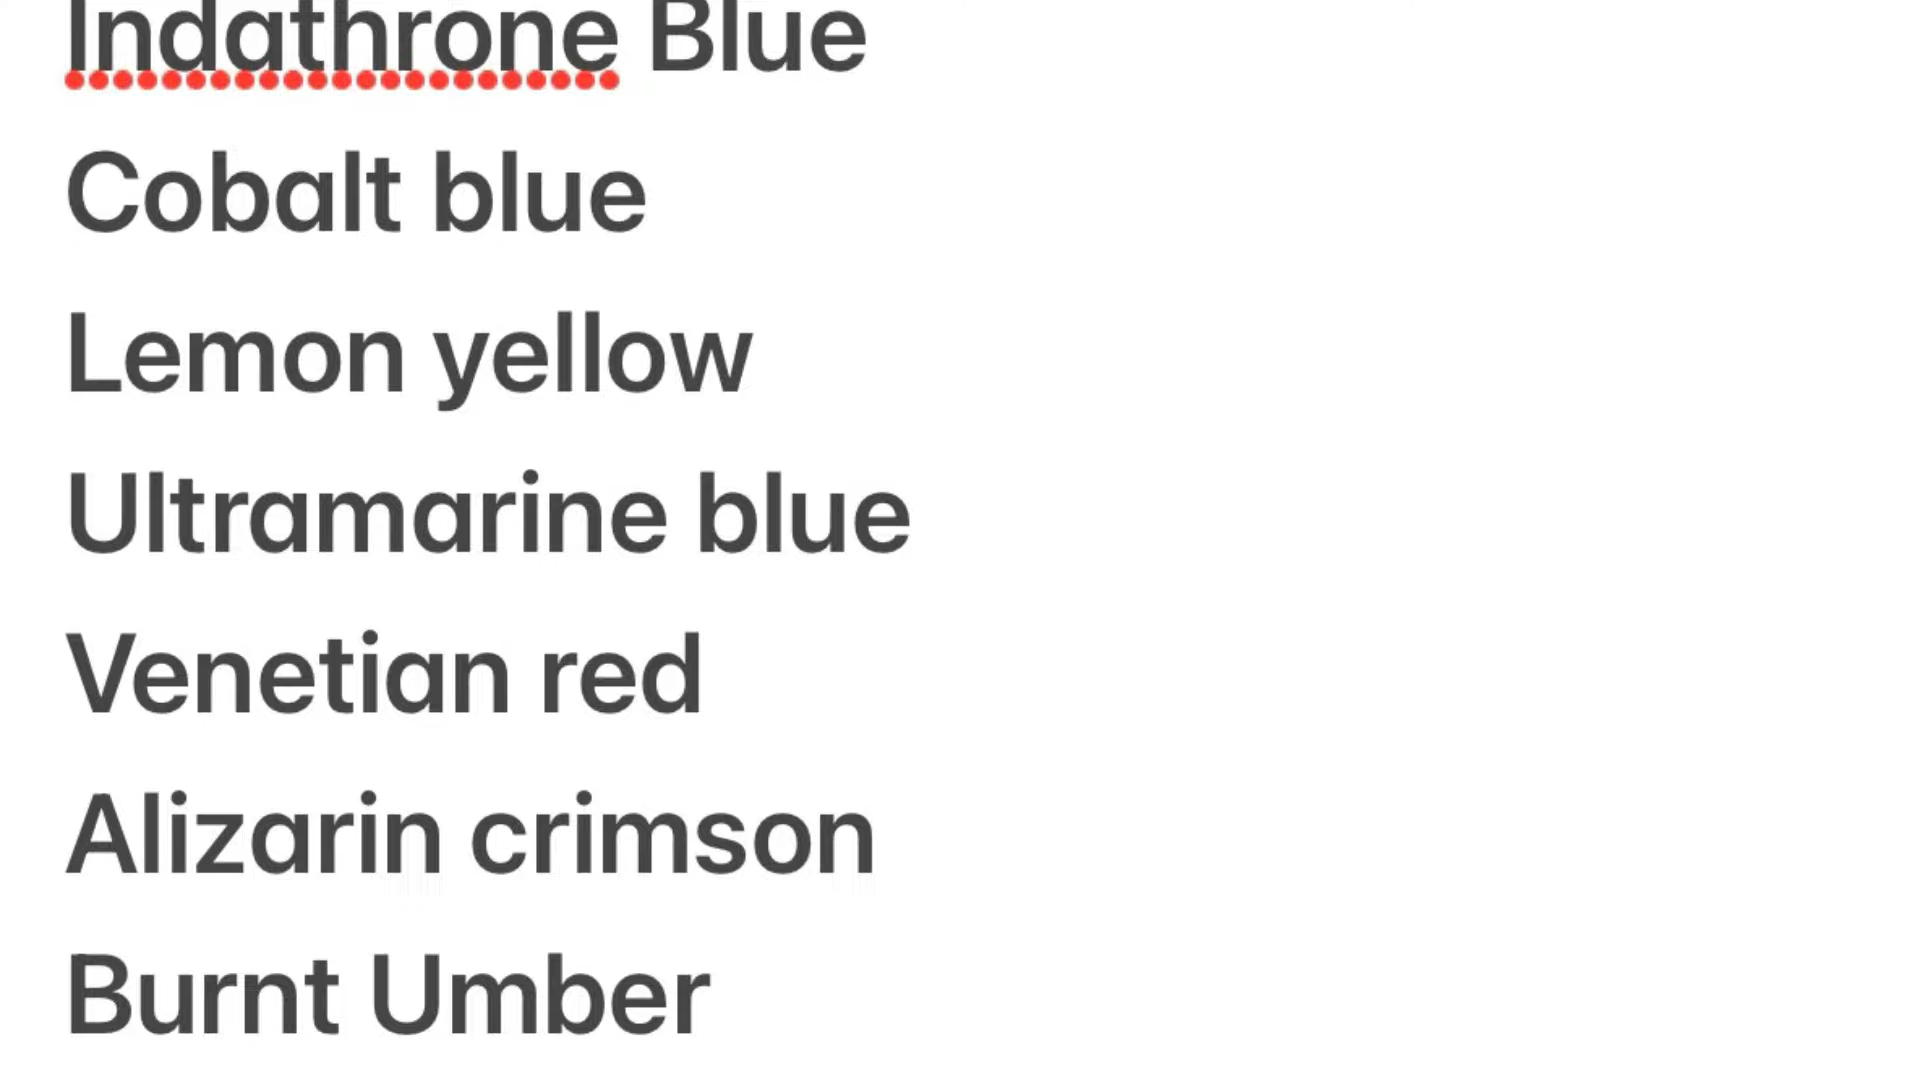 Indathrone Blue
Cobalt blue
Lemon yellow
Ultramarine blue
Venetian red
Alizarin crimson
Burnt Umber